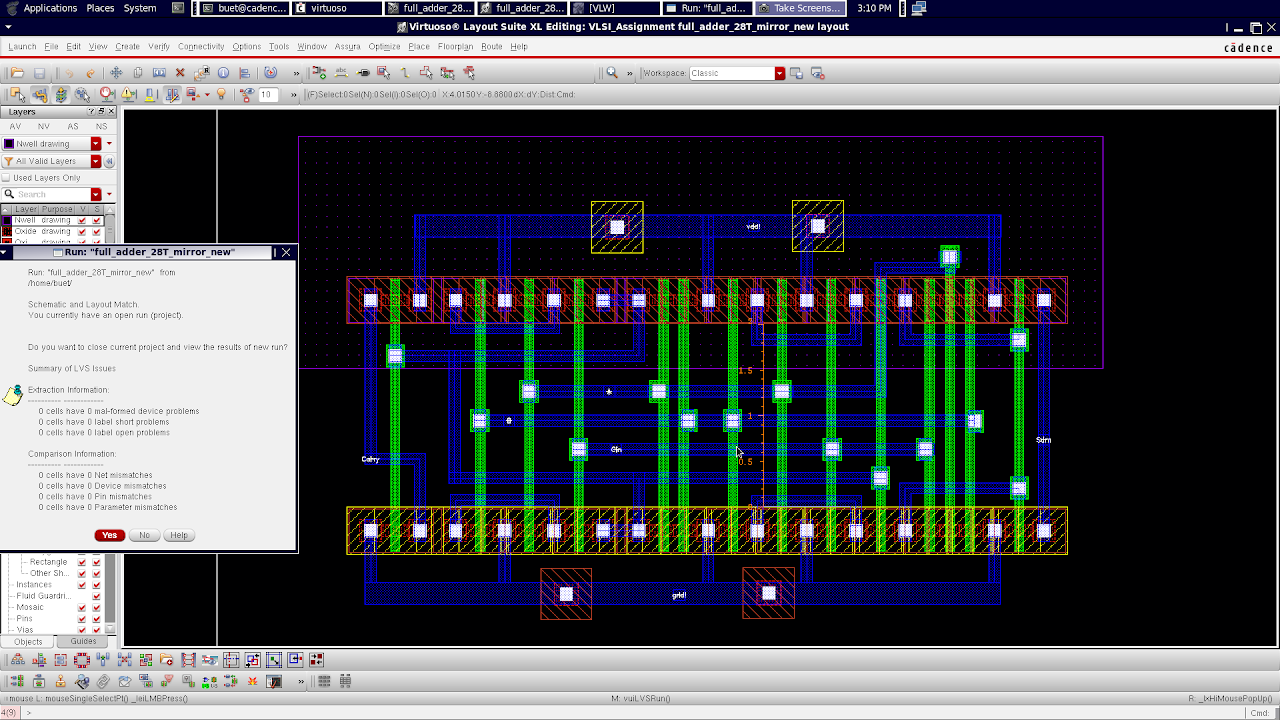 Applications Places System buet@cadenc... virtuoso full_adder_28... full_adder_28... [VLW] Run: "full_ad... Take Screens... 3:10 PM
Virtuoso® Layout Suite XL Editing: VLSI_Assignment full_adder_28T_mirror_new layout
Launch File Edit View Create Verify Connectivity Options Tools Window Assura Optimize Place Floorplan Route Help
cādence
Workspace: Classic
10 (F)Select:0 Sel(N):0 Sel(I):0 Sel(O):0 X:4.0150 Y:-8.8800 dX: dY: Dist: Cmd:
Layers
AV NV AS NS
Nwell drawing
All Valid Layers
Used Layers Only
Search
Layer Purpose V S
Nwell drawing
Oxide drawing
Run: "full_adder_28T_mirror_new"
Run: "full_adder_28T_mirror_new" from
/home/buet/
Schematic and Layout Match.
You currently have an open run (project).
Do you want to close current project and view the results of new run?
Summary of LVS Issues
Extraction Information:
0 cells have 0 mal-formed device problems
0 cells have 0 label short problems
0 cells have 0 label open problems
Comparison Information:
0 cells have 0 Net mismatches
0 cells have 0 Device mismatches
0 cells have 0 Pin mismatches
0 cells have 0 Parameter mismatches
Yes No Help
vdd!
2
1.5
1
0.5
Cin
Carry
Sum
gnd!
Rectangle
Other Sh...
Instances
Fluid Guardri...
Mosaic
Pins
Vias
Objects Guides
mouse L: mouseSingleSelectPt() _leiLMBPress() M: vuiLVSRun() R: _lxHiMousePopUp()
4(9) > Cmd: